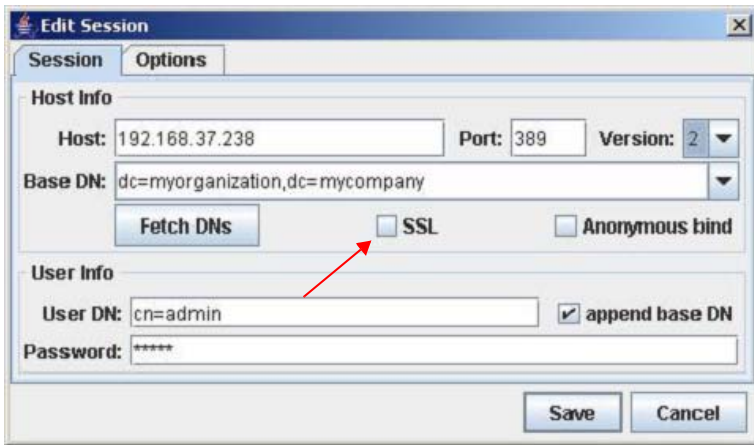 Edit Session
Session Options
Host Info
Host: 192.168.37.238 Port: 389 Version: 2
Base DN: dc=myorganization,dc=mycompany
Fetch DNs SSL Anonymous bind
User Info
User DN: cn=admin append base DN
Password: *****
Save Cancel